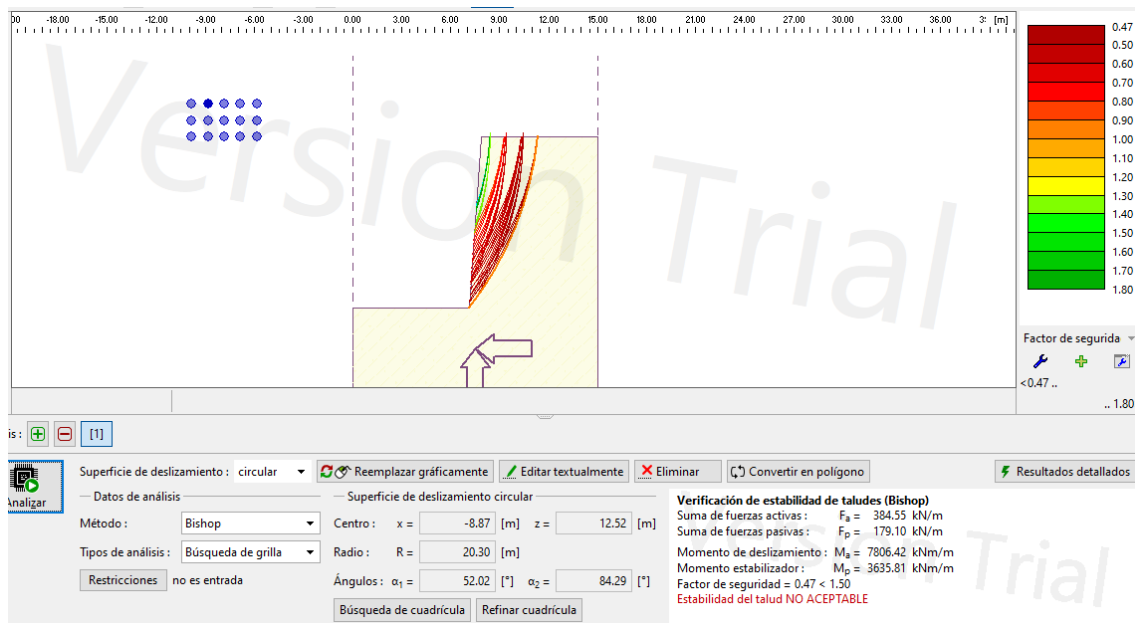 00 -18.00 -15.00 -12.00 -9.00 -6.00 -3.00 0.00 3.00 6.00 9.00 12.00 15.00 18.00 21.00 24.00 27.00 30.00 33.00 36.00 3: [m]
Version Trial
0.47
0.50
0.60
0.70
0.80
0.90
1.00
1.10
1.20
1.30
1.40
1.50
1.60
1.70
1.80
Factor de segurida
<0.47 ..
.. 1.80
is : [1]
Analizar
Superficie de deslizamiento : circular Reemplazar gráficamente Editar textualmente Eliminar Convertir en polígono Resultados detallados
Datos de análisis
Método : Bishop
Tipos de análisis : Búsqueda de grilla
Restricciones no es entrada
Superficie de deslizamiento circular
Centro : x = -8.87 [m] z = 12.52 [m]
Radio : R = 20.30 [m]
Ángulos : α1 = 52.02 [°] α2 = 84.29 [°]
Búsqueda de cuadrícula Refinar cuadrícula
Verificación de estabilidad de taludes (Bishop)
Suma de fuerzas activas : Fa = 384.55 kN/m
Suma de fuerzas pasivas : Fp = 179.10 kN/m
Momento de deslizamiento : Ma = 7806.42 kNm/m
Momento estabilizador : Mp = 3635.81 kNm/m
Factor de seguridad = 0.47 < 1.50
Estabilidad del talud NO ACEPTABLE
Version Trial